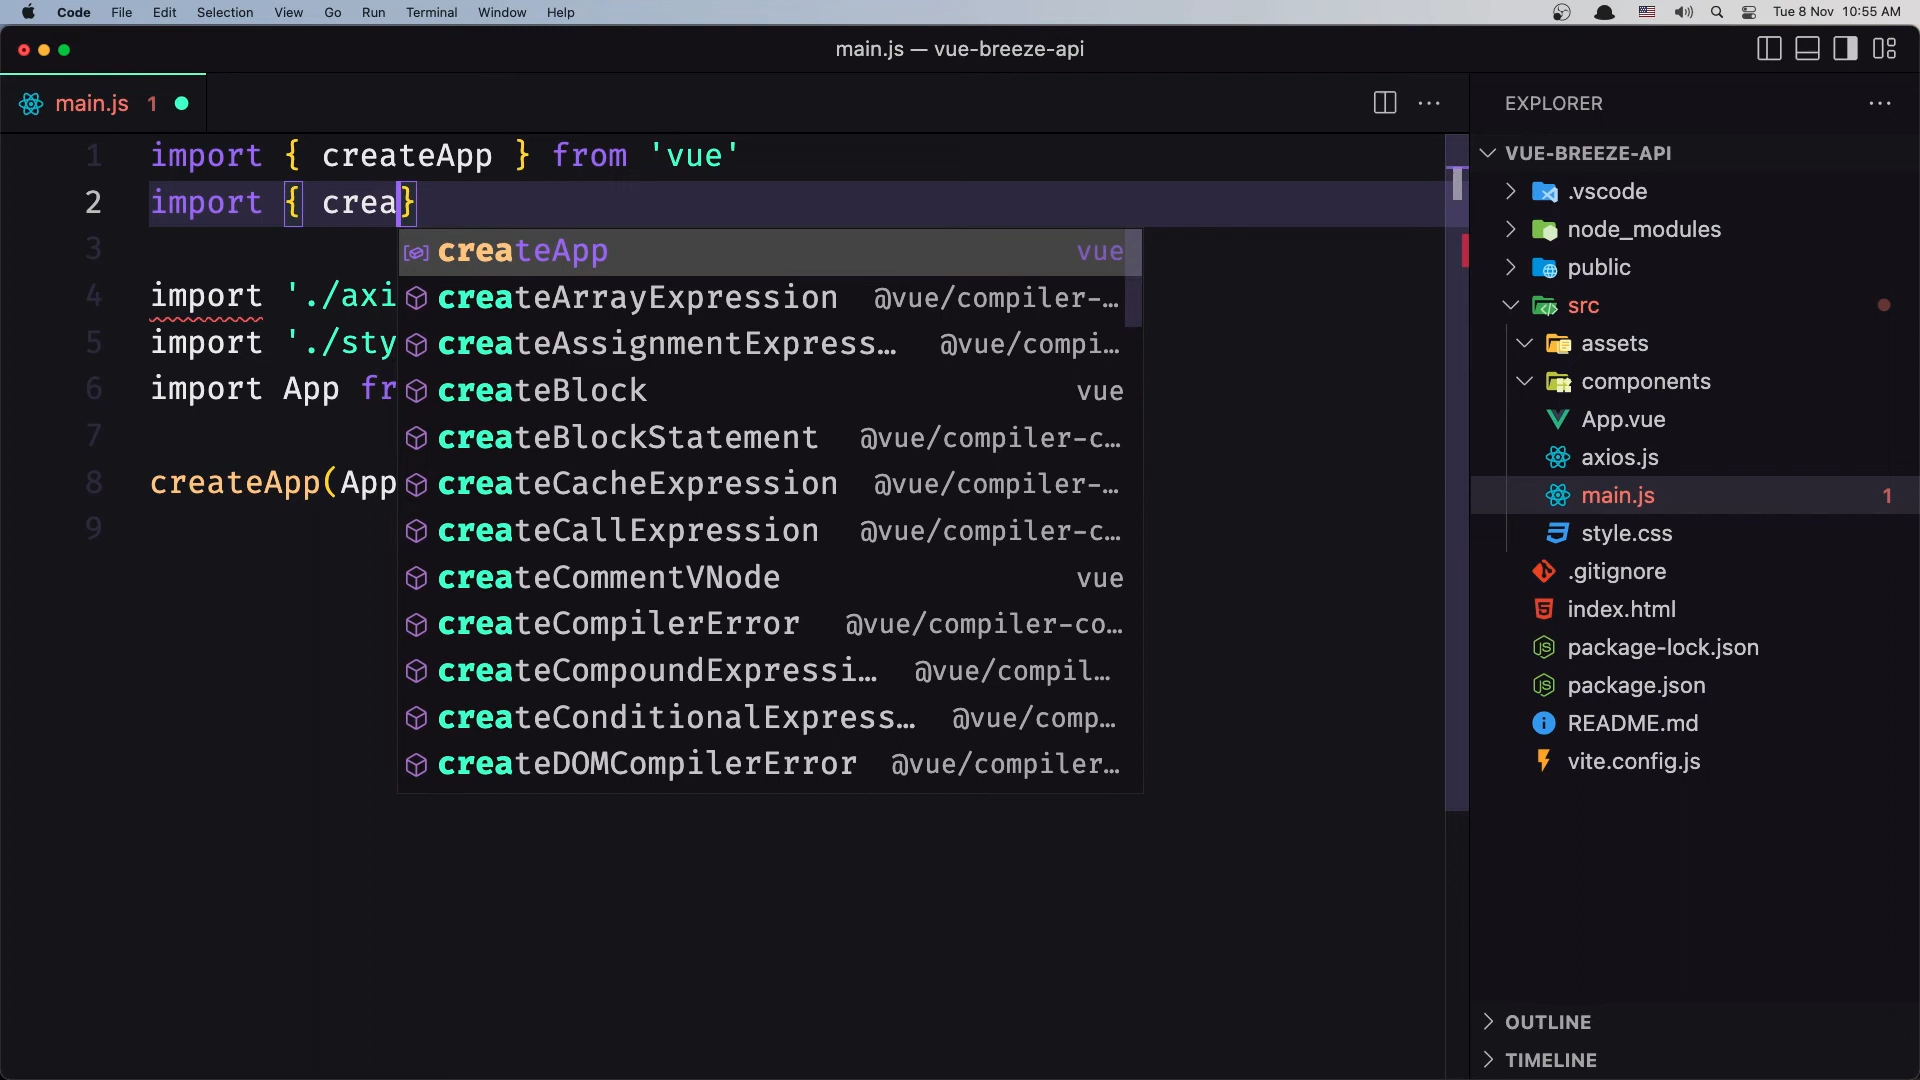 Code File Edit Selection View Go Run Terminal Window Help Tue 8 Nov 10:55 AM
main.js — vue-breeze-api
main.js 1
EXPLORER
VUE-BREEZE-API
.vscode
node_modules
public
src
assets
components
App.vue
axios.js
main.js 1
style.css
.gitignore
index.html
package-lock.json
package.json
README.md
vite.config.js
OUTLINE
TIMELINE
1 import { createApp } from 'vue'
2 import { crea}
3
4 import './axi
5 import './sty
6 import App fr
7
8 createApp(App
9
createApp vue
createArrayExpression @vue/compiler-…
createAssignmentExpress… @vue/compi…
createBlock vue
createBlockStatement @vue/compiler-c…
createCacheExpression @vue/compiler-…
createCallExpression @vue/compiler-c…
createCommentVNode vue
createCompilerError @vue/compiler-co…
createCompoundExpressi… @vue/compil…
createConditionalExpress… @vue/comp…
createDOMCompilerError @vue/compiler…